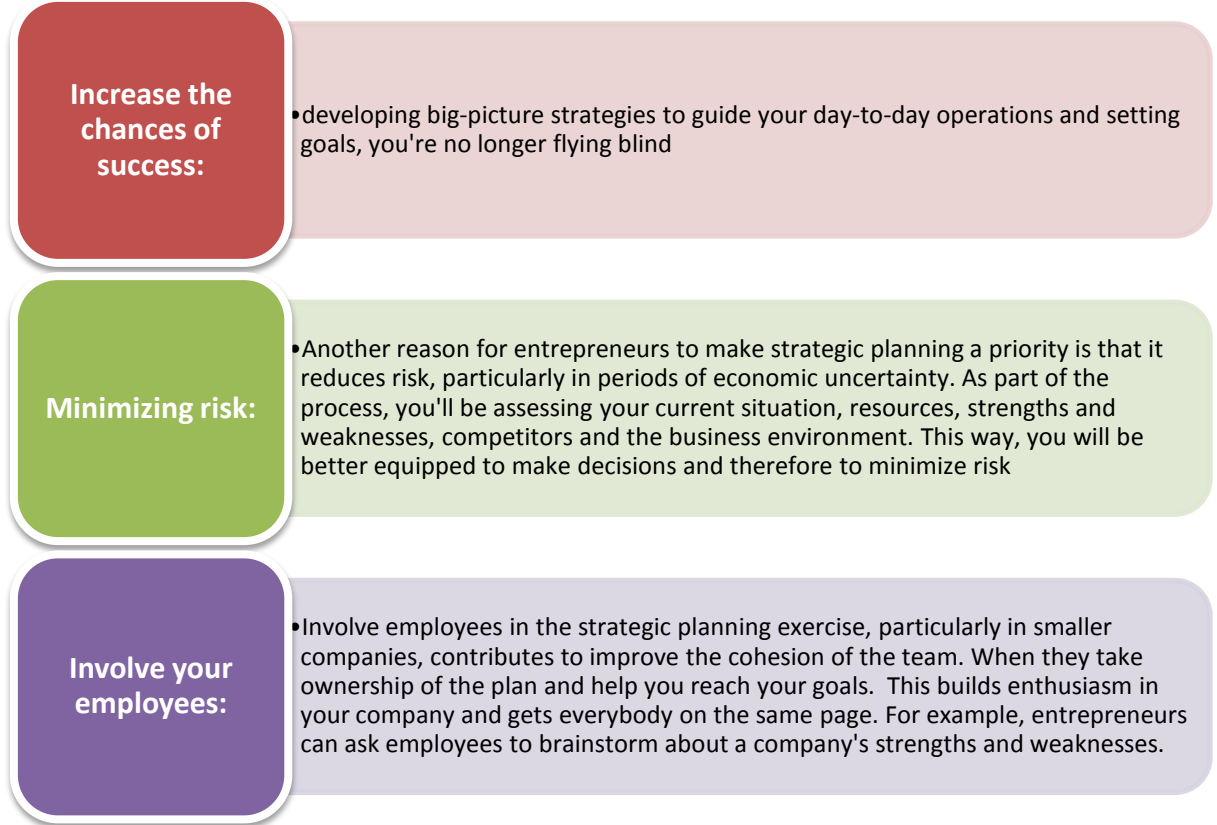 Increase the
chances of
success:
•developing big-picture strategies to guide your day-to-day operations and setting
goals, you're no longer flying blind
Minimizing risk:
•Another reason for entrepreneurs to make strategic planning a priority is that it
reduces risk, particularly in periods of economic uncertainty. As part of the
process, you'll be assessing your current situation, resources, strengths and
weaknesses, competitors and the business environment. This way, you will be
better equipped to make decisions and therefore to minimize risk
Involve your
employees:
•Involve employees in the strategic planning exercise, particularly in smaller
companies, contributes to improve the cohesion of the team. When they take
ownership of the plan and help you reach your goals.  This builds enthusiasm in
your company and gets everybody on the same page. For example, entrepreneurs
can ask employees to brainstorm about a company's strengths and weaknesses.